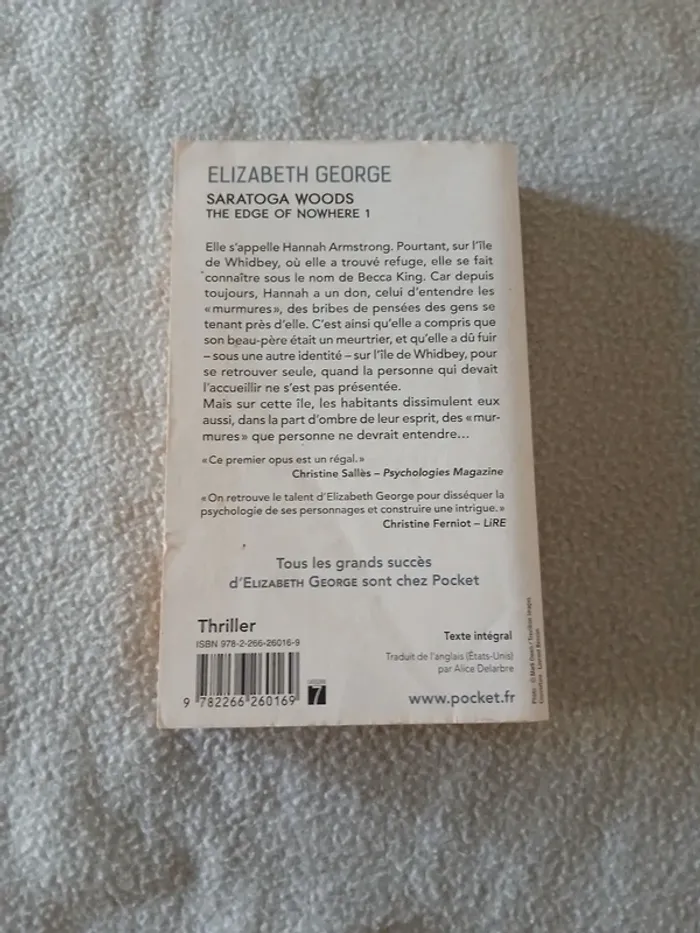 ELIZABETH GEORGE
SARATOGA WOODS
THE EDGE OF NOWHERE 1
Elle s'appelle Hannah Armstrong. Pourtant, sur l'île
de Whidbey, où elle a trouvé refuge, elle se fait
connaître sous le nom de Becca King. Car depuis
toujours, Hannah a un don, celui d'entendre les
«murmures», des bribes de pensées des gens se
tenant près d'elle. C'est ainsi qu'elle a compris que
son beau-père était un meurtrier, et qu'elle a dû fuir
– sous une autre identité – sur l'île de Whidbey, pour
se retrouver seule, quand la personne qui devait
l'accueillir ne s'est pas présentée.
Mais sur cette île, les habitants dissimulent eux
aussi, dans la part d'ombre de leur esprit, des «mur-
mures» que personne ne devrait entendre...
«Ce premier opus est un régal.»
Christine Sallès – Psychologies Magazine
«On retrouve le talent d'Elizabeth George pour disséquer la
psychologie de ses personnages et construire une intrigue.»
Christine Ferniot – LiRE
Tous les grands succès
d'ELIZABETH GEORGE sont chez Pocket
Thriller
ISBN 978-2-266-26016-9
9 782266 260169
7
Texte intégral
Traduit de l'anglais (États-Unis)
par Alice Delarbre
www.pocket.fr